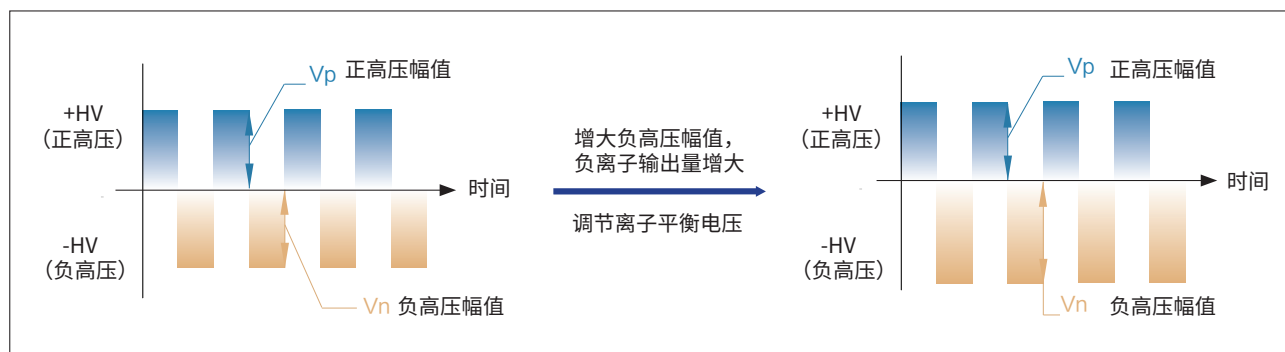 Vp 正高压幅值
+HV
（正高压）
时间
-HV
（负高压）
Vn 负高压幅值
增大负高压幅值，
负离子输出量增大
调节离子平衡电压
Vp 正高压幅值
+HV
（正高压）
时间
-HV
（负高压）
Vn 负高压幅值